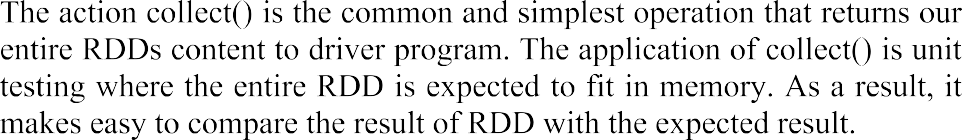 The action collect() is the common and simplest operation that returns our
entire RDDs content to driver program. The application of collect() is unit
testing where the entire RDD is expected to fit in memory. As a result, it
makes easy to compare the result of RDD with the expected result.